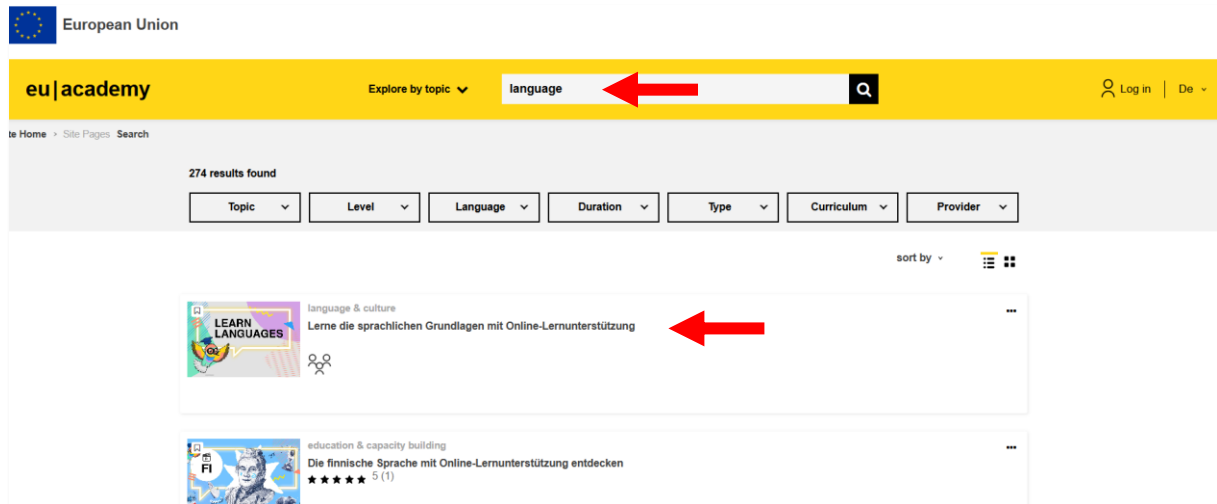 European Union
eu|academy
Explore by topic
language
Log in
De
te Home > Site Pages Search
274 results found
Topic
Level
Language
Duration
Type
Curriculum
Provider
sort by
LEARN
LANGUAGES
language & culture
Lerne die sprachlichen Grundlagen mit Online-Lernunterstützung
FI
education & capacity building
Die finnische Sprache mit Online-Lernunterstützung entdecken
5 (1)